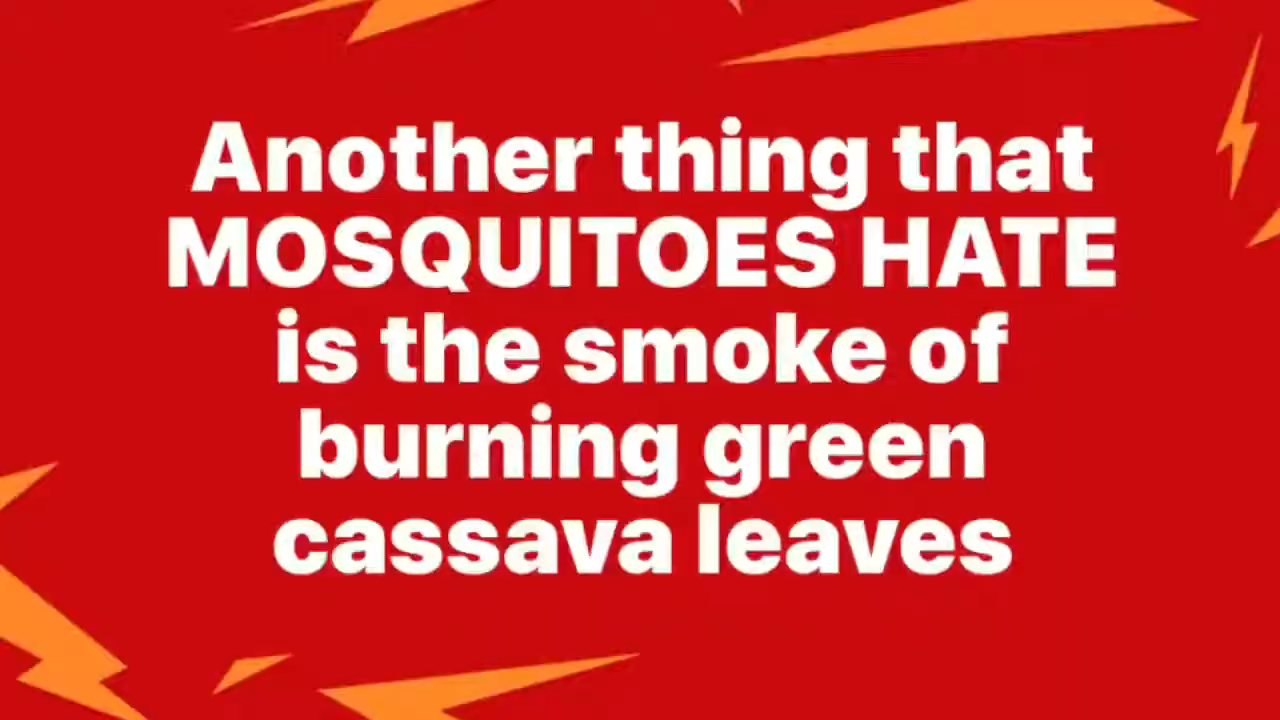 Another thing that
MOSQUITOES HATE
is the smoke of
burning green
cassava leaves